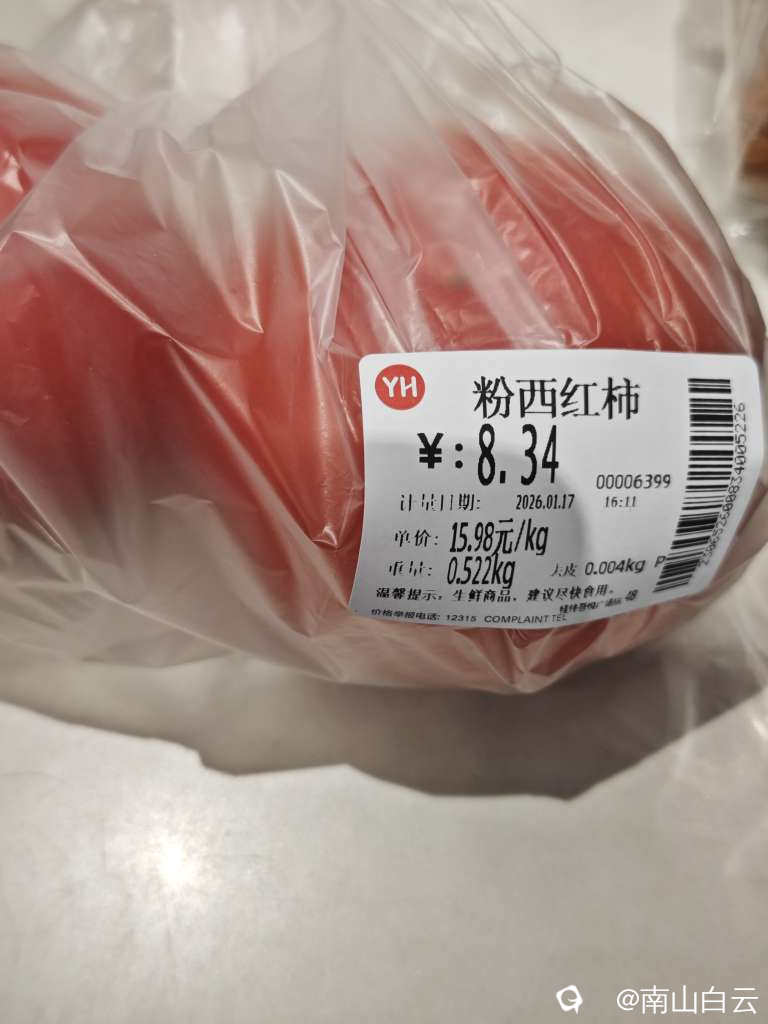 YH
粉西红柿
¥:8.34
00006399
计量日期: 2026.01.17 16:11
单价: 15.98元/kg
重量: 0.522kg 去皮 0.004kg P
温馨提示: 生鲜商品, 建议尽快食用。
价格举报电话: 12315 COMPLAINT TEL
@南山白云